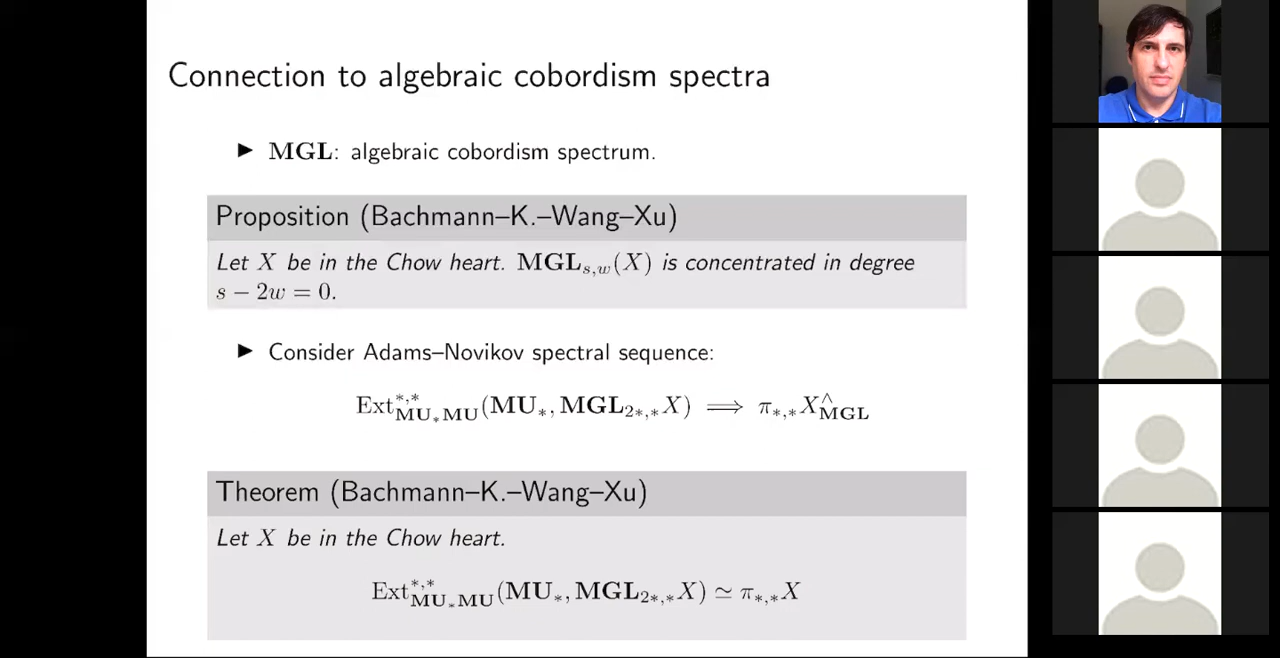 Connection to algebraic cobordism spectra
▶ MGL: algebraic cobordism spectrum.
Proposition (Bachmann–K.–Wang–Xu)
Let X be in the Chow heart. MGL_{s,w}(X) is concentrated in degree
s − 2w = 0.
▶ Consider Adams–Novikov spectral sequence:
Ext^{*,*}_{MU_*MU}(MU_*, MGL_{2*,*}X) ⟹ π_{*,*}X^∧_{MGL}
Theorem (Bachmann–K.–Wang–Xu)
Let X be in the Chow heart.
Ext^{*,*}_{MU_*MU}(MU_*, MGL_{2*,*}X) ≃ π_{*,*}X